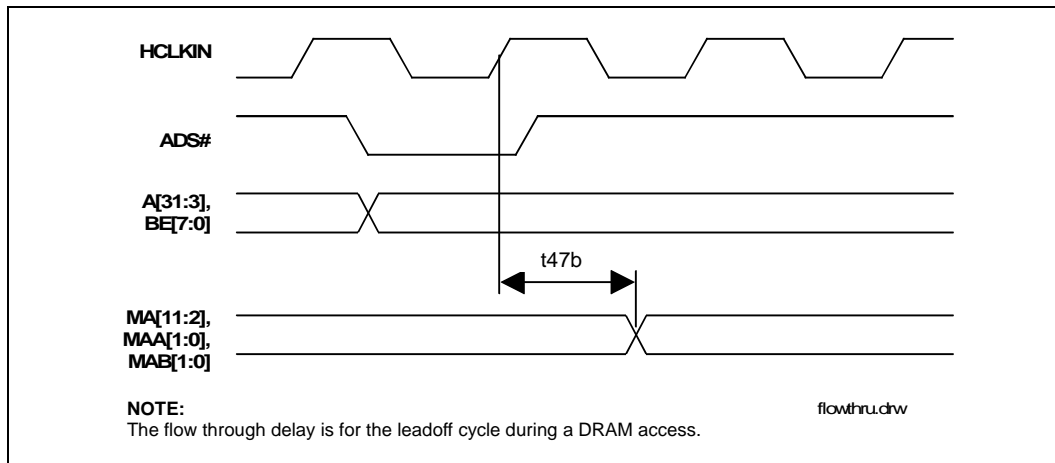 HCLKIN
ADS#
A[31:3],
BE[7:0]
t47b
MA[11:2],
MAA[1:0],
MAB[1:0]
NOTE:
flowthru.drw
The flow through delay is for the leadoff cycle during a DRAM access.